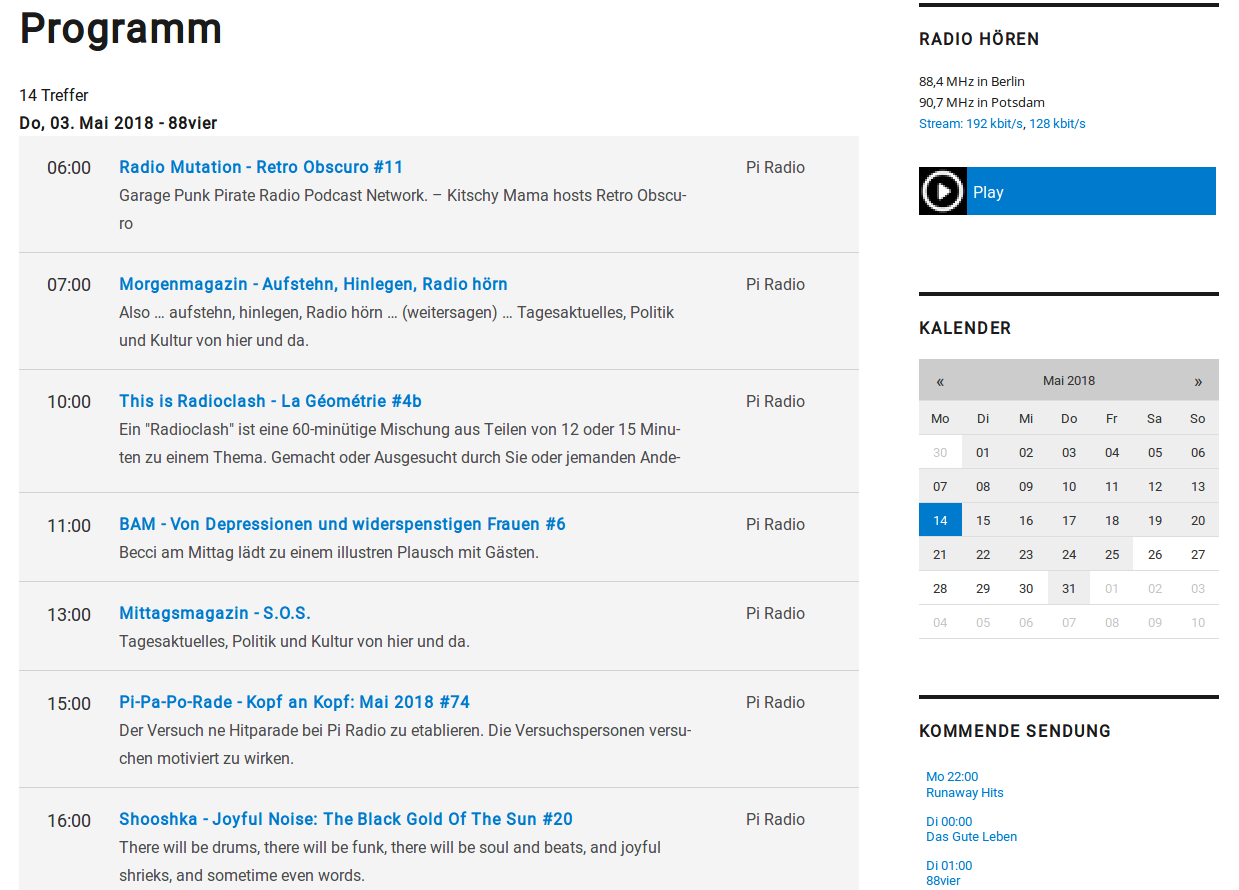 Programm
14 Treffer
Do, 03. Mai 2018 - 88vier
06:00 Radio Mutation - Retro Obscuro #11 Pi Radio
Garage Punk Pirate Radio Podcast Network. – Kitschy Mama hosts Retro Obscu-
ro
07:00 Morgenmagazin - Aufstehn, Hinlegen, Radio hörn Pi Radio
Also ... aufstehn, hinlegen, Radio hörn ... (weitersagen) ... Tagesaktuelles, Politik
und Kultur von hier und da.
10:00 This is Radioclash - La Géométrie #4b Pi Radio
Ein "Radioclash" ist eine 60-minütige Mischung aus Teilen von 12 oder 15 Minu-
ten zu einem Thema. Gemacht oder Ausgesucht durch Sie oder jemanden Ande-
11:00 BAM - Von Depressionen und widerspenstigen Frauen #6 Pi Radio
Becci am Mittag lädt zu einem illustren Plausch mit Gästen.
13:00 Mittagsmagazin - S.O.S. Pi Radio
Tagesaktuelles, Politik und Kultur von hier und da.
15:00 Pi-Pa-Po-Rade - Kopf an Kopf: Mai 2018 #74 Pi Radio
Der Versuch ne Hitparade bei Pi Radio zu etablieren. Die Versuchspersonen versu-
chen motiviert zu wirken.
16:00 Shooshka - Joyful Noise: The Black Gold Of The Sun #20 Pi Radio
There will be drums, there will be funk, there will be soul and beats, and joyful
shrieks, and sometime even words.
RADIO HÖREN
88,4 MHz in Berlin
90,7 MHz in Potsdam
Stream: 192 kbit/s, 128 kbit/s
Play
KALENDER
« Mai 2018 »
Mo Di Mi Do Fr Sa So
30 01 02 03 04 05 06
07 08 09 10 11 12 13
14 15 16 17 18 19 20
21 22 23 24 25 26 27
28 29 30 31 01 02 03
04 05 06 07 08 09 10
KOMMENDE SENDUNG
Mo 22:00
Runaway Hits
Di 00:00
Das Gute Leben
Di 01:00
88vier